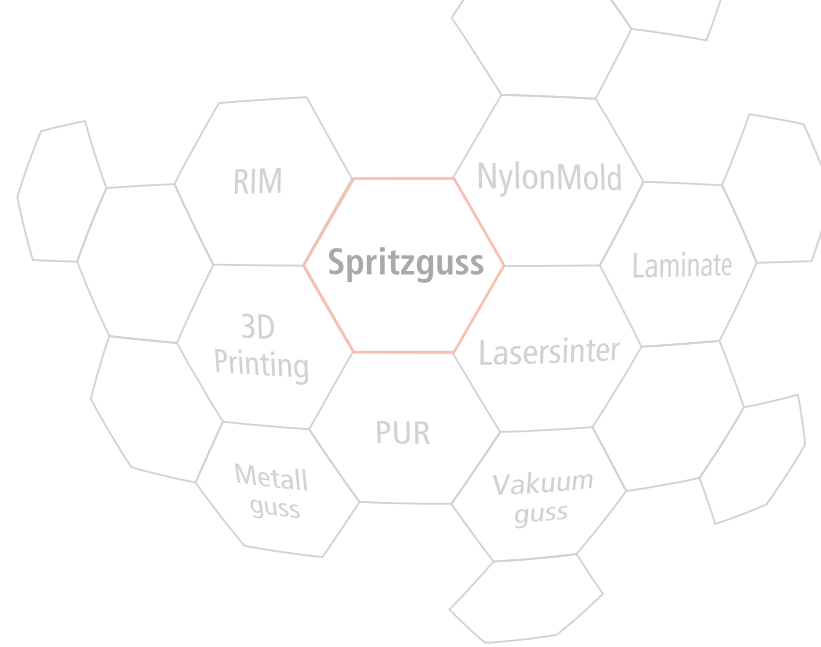 RIM
NylonMold
Spritzguss
Laminate
3D
Printing
Lasersinter
PUR
Metall
guss
Vakuum
guss